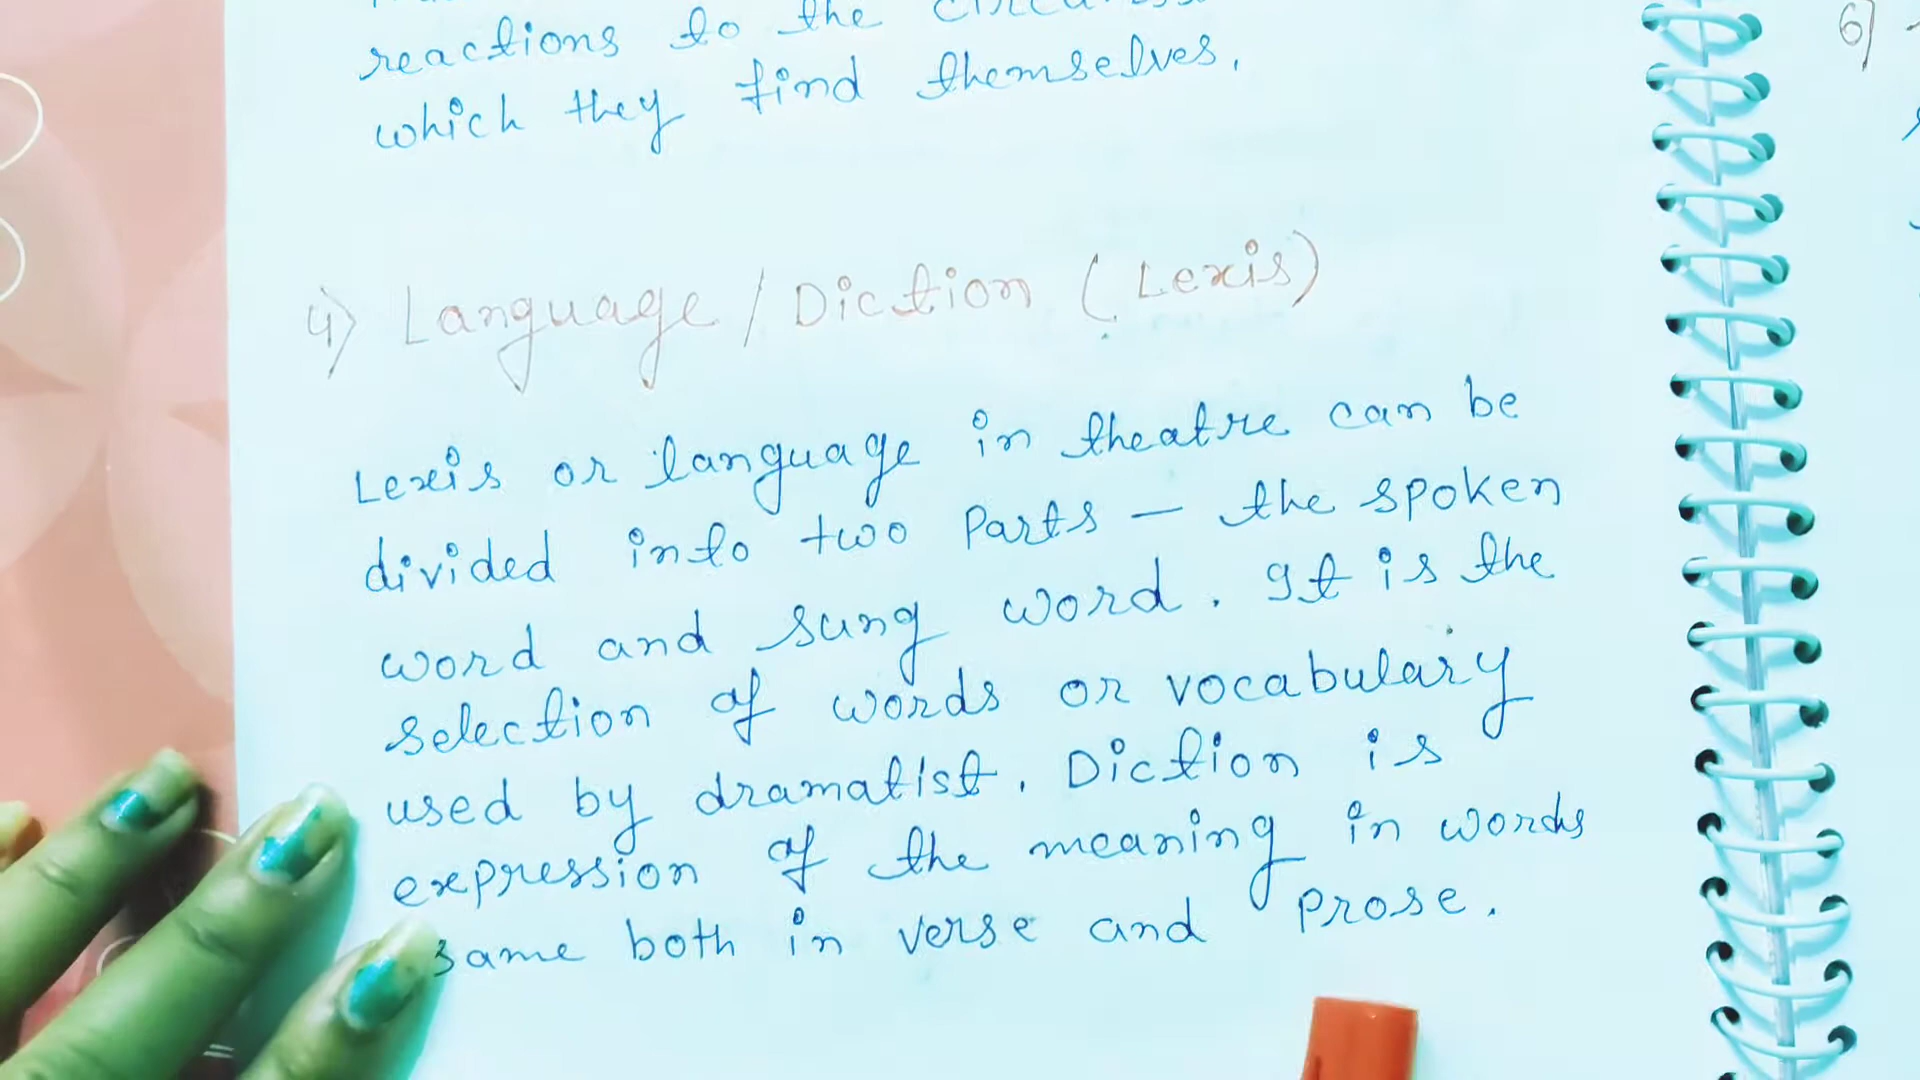 reactions to the
which they find themselves.
4) Language / Diction (Lexis)
Lexis or language in theatre can be
divided into two Parts — the spoken
word and sung word. It is the
selection of words or vocabulary
used by dramatist. Diction is
expression of the meaning in words
same both in verse and prose.
6)